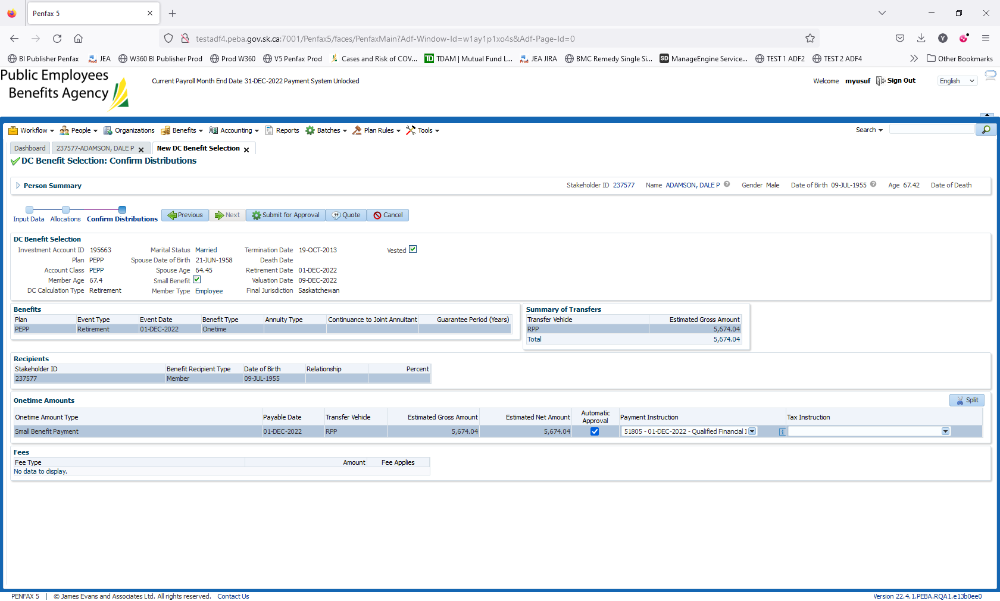 Penfax 5
testadf4.peba.gov.sk.ca:7001/Penfax5/faces/PenfaxMain?Adf-Window-Id=w1ay1p1xo4s&Adf-Page-Id=0
BI Publisher Penfax JEA W360 BI Publisher Prod Prod W360 V5 Penfax Prod Cases and Risk of COV... TDAM | Mutual Fund L... JEA JIRA BMC Remedy Single Si... ManageEngine Service... TEST 1 ADF2 TEST 2 ADF4 Other Bookmarks
Public Employees
Benefits Agency
Current Payroll Month End Date 31-DEC-2022 Payment System Unlocked
Welcome myusuf Sign Out English
Workflow People Organizations Benefits Accounting Reports Batches Plan Rules Tools Search
Dashboard 237577-ADAMSON, DALE P New DC Benefit Selection
DC Benefit Selection: Confirm Distributions
Person Summary Stakeholder ID 237577 Name ADAMSON, DALE P Gender Male Date of Birth 09-JUL-1955 Age 67.42 Date of Death
Input Data Allocations Confirm Distributions Previous Next Submit for Approval Quote Cancel
DC Benefit Selection
Investment Account ID 195663 Marital Status Married Termination Date 19-OCT-2013 Vested
Plan PEPP Spouse Date of Birth 21-JUN-1958 Death Date
Account Class PEPP Spouse Age 64.45 Retirement Date 01-DEC-2022
Member Age 67.4 Small Benefit Valuation Date 09-DEC-2022
DC Calculation Type Retirement Member Type Employee Final Jurisdiction Saskatchewan
Benefits
Plan Event Type Event Date Benefit Type Annuity Type Continuance to Joint Annuitant Guarantee Period (Years)
PEPP Retirement 01-DEC-2022 Onetime
Summary of Transfers
Transfer Vehicle Estimated Gross Amount
RPP 5,674.04
Total 5,674.04
Recipients
Stakeholder ID Benefit Recipient Type Date of Birth Relationship Percent
237577 Member 09-JUL-1955
Onetime Amounts Split
Onetime Amount Type Payable Date Transfer Vehicle Estimated Gross Amount Estimated Net Amount Automatic Approval Payment Instruction Tax Instruction
Small Benefit Payment 01-DEC-2022 RPP 5,674.04 5,674.04 51805 - 01-DEC-2022 - Qualified Financial I
Fees
Fee Type Amount Fee Applies
No data to display.
PENFAX 5 | © James Evans and Associates Ltd. All rights reserved. Contact Us Version 22.4.1.PEBA.RQA1.e13b0ee0